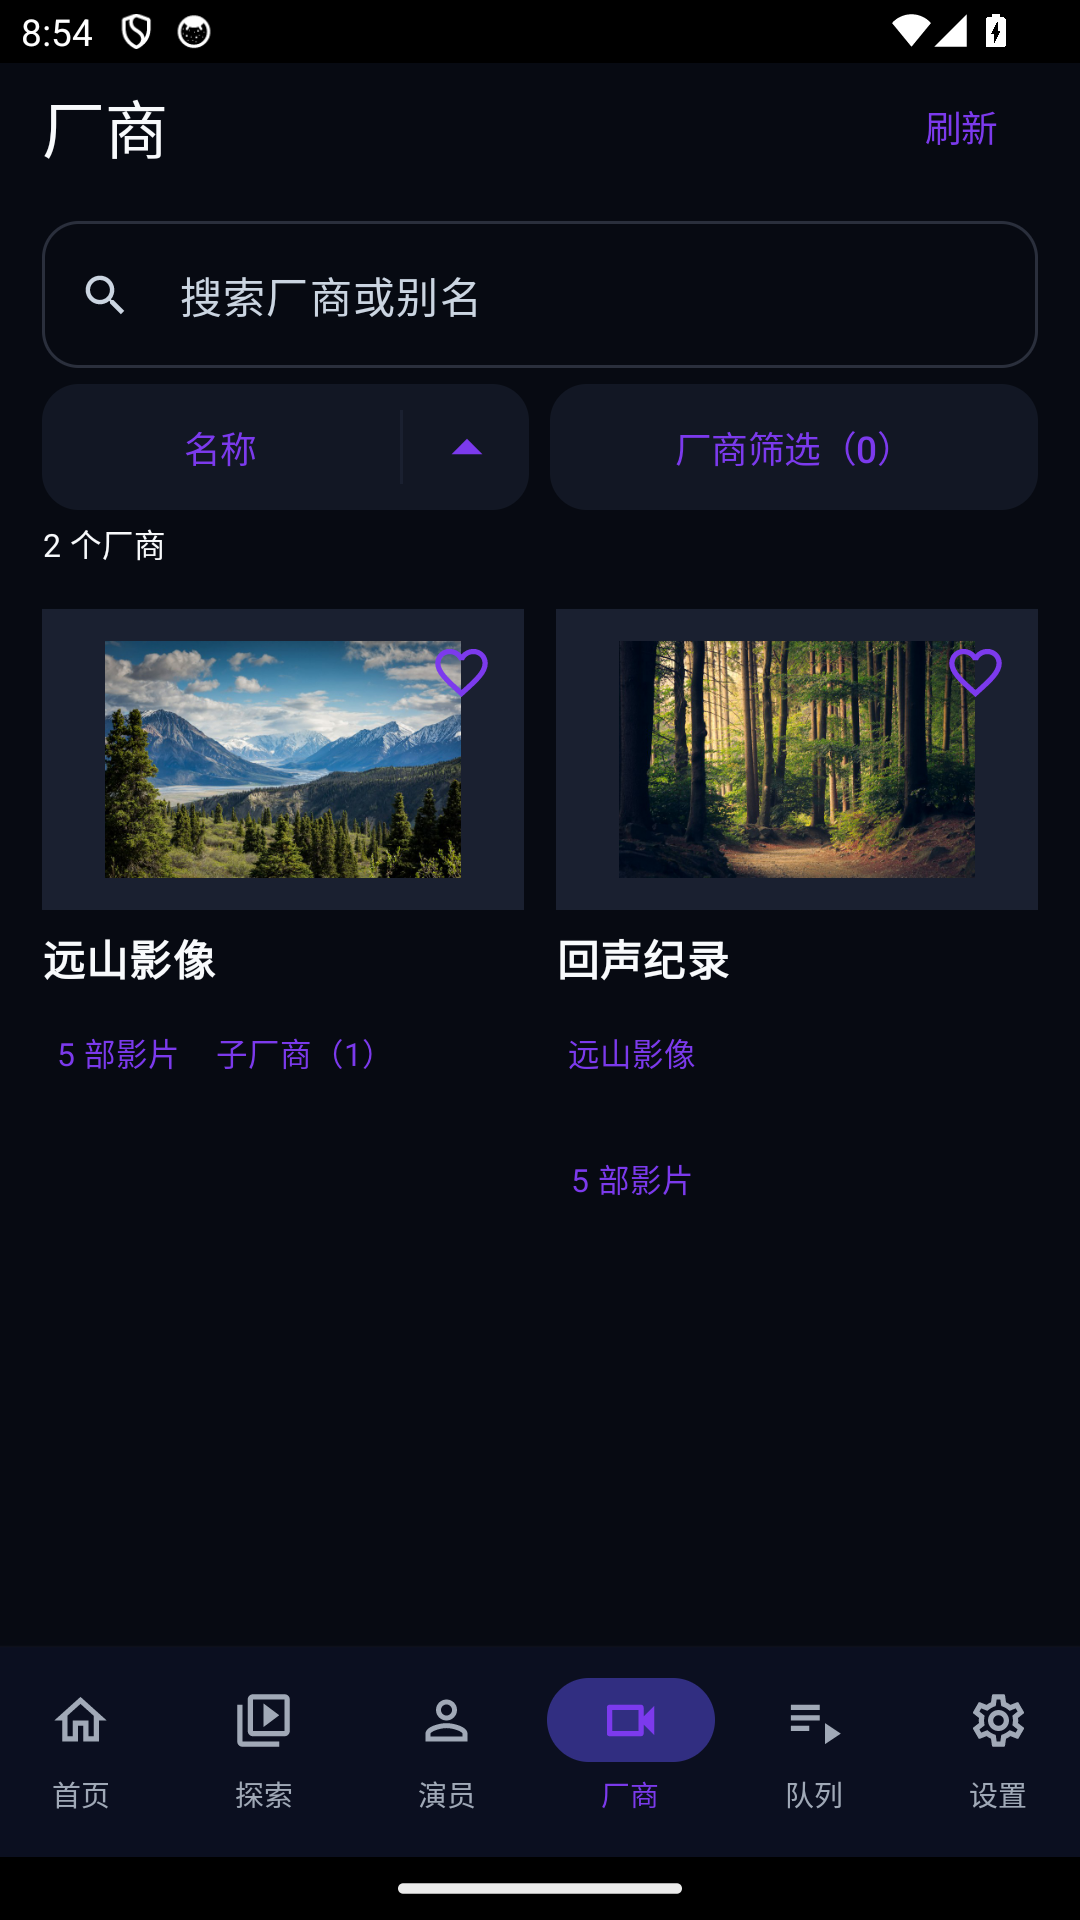 8:54
厂商
刷新
搜索厂商或别名
名称
厂商筛选（0）
2 个厂商
远山影像
回声纪录
5 部影片
子厂商（1）
远山影像
5 部影片
首页
探索
演员
厂商
队列
设置